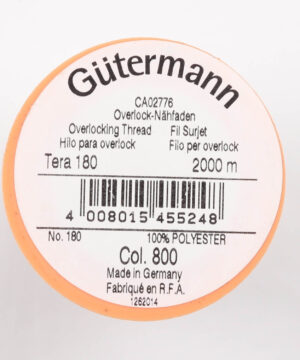 Gütermann
CA02776
Overlock-Nähfaden
Overlocking Thread Fil Surjet
Hilo para overlock Filo per overlock
Tera 180 2000 m
4 008015 455248
No. 180 100% POLYESTER
Col. 800
Made in Germany
Fabriqué en R.F.A.
1262014